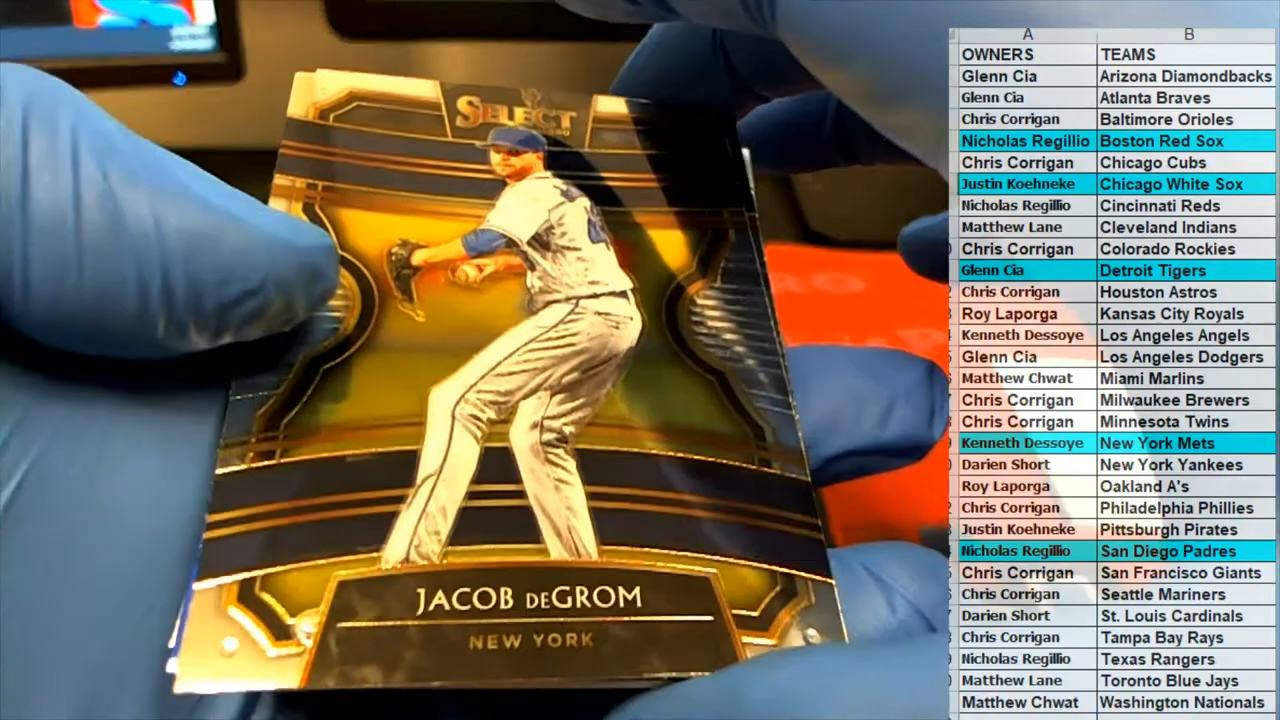 SELECT
JACOB DEGROM
NEW YORK
A B
OWNERS TEAMS
Glenn Cia Arizona Diamondbacks
Glenn Cia Atlanta Braves
Chris Corrigan Baltimore Orioles
Nicholas Regillio Boston Red Sox
Chris Corrigan Chicago Cubs
Justin Koehneke Chicago White Sox
Nicholas Regillio Cincinnati Reds
Matthew Lane Cleveland Indians
Chris Corrigan Colorado Rockies
Glenn Cia Detroit Tigers
Chris Corrigan Houston Astros
Roy Laporga Kansas City Royals
Kenneth Dessoye Los Angeles Angels
Glenn Cia Los Angeles Dodgers
Matthew Chwat Miami Marlins
Chris Corrigan Milwaukee Brewers
Chris Corrigan Minnesota Twins
Kenneth Dessoye New York Mets
Darien Short New York Yankees
Roy Laporga Oakland A's
Chris Corrigan Philadelphia Phillies
Justin Koehneke Pittsburgh Pirates
Nicholas Regillio San Diego Padres
Chris Corrigan San Francisco Giants
Chris Corrigan Seattle Mariners
Darien Short St. Louis Cardinals
Chris Corrigan Tampa Bay Rays
Nicholas Regillio Texas Rangers
Matthew Lane Toronto Blue Jays
Matthew Chwat Washington Nationals